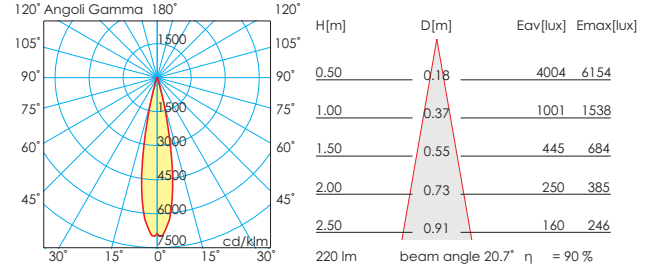 120° Angoli Gamma 180° 120°
105° 1500 105°
90° 90°
75° 1500 75°
60° 3000 60°
4500
45° 6000 45°
7500 cd/klm
30° 15° 0° 15° 30°
H[m] D[m] Eav[lux] Emax[lux]
0.50 0.18 4004 6154
1.00 0.37 1001 1538
1.50 0.55 445 684
2.00 0.73 250 385
2.50 0.91 160 246
220 lm beam angle 20.7° η = 90 %